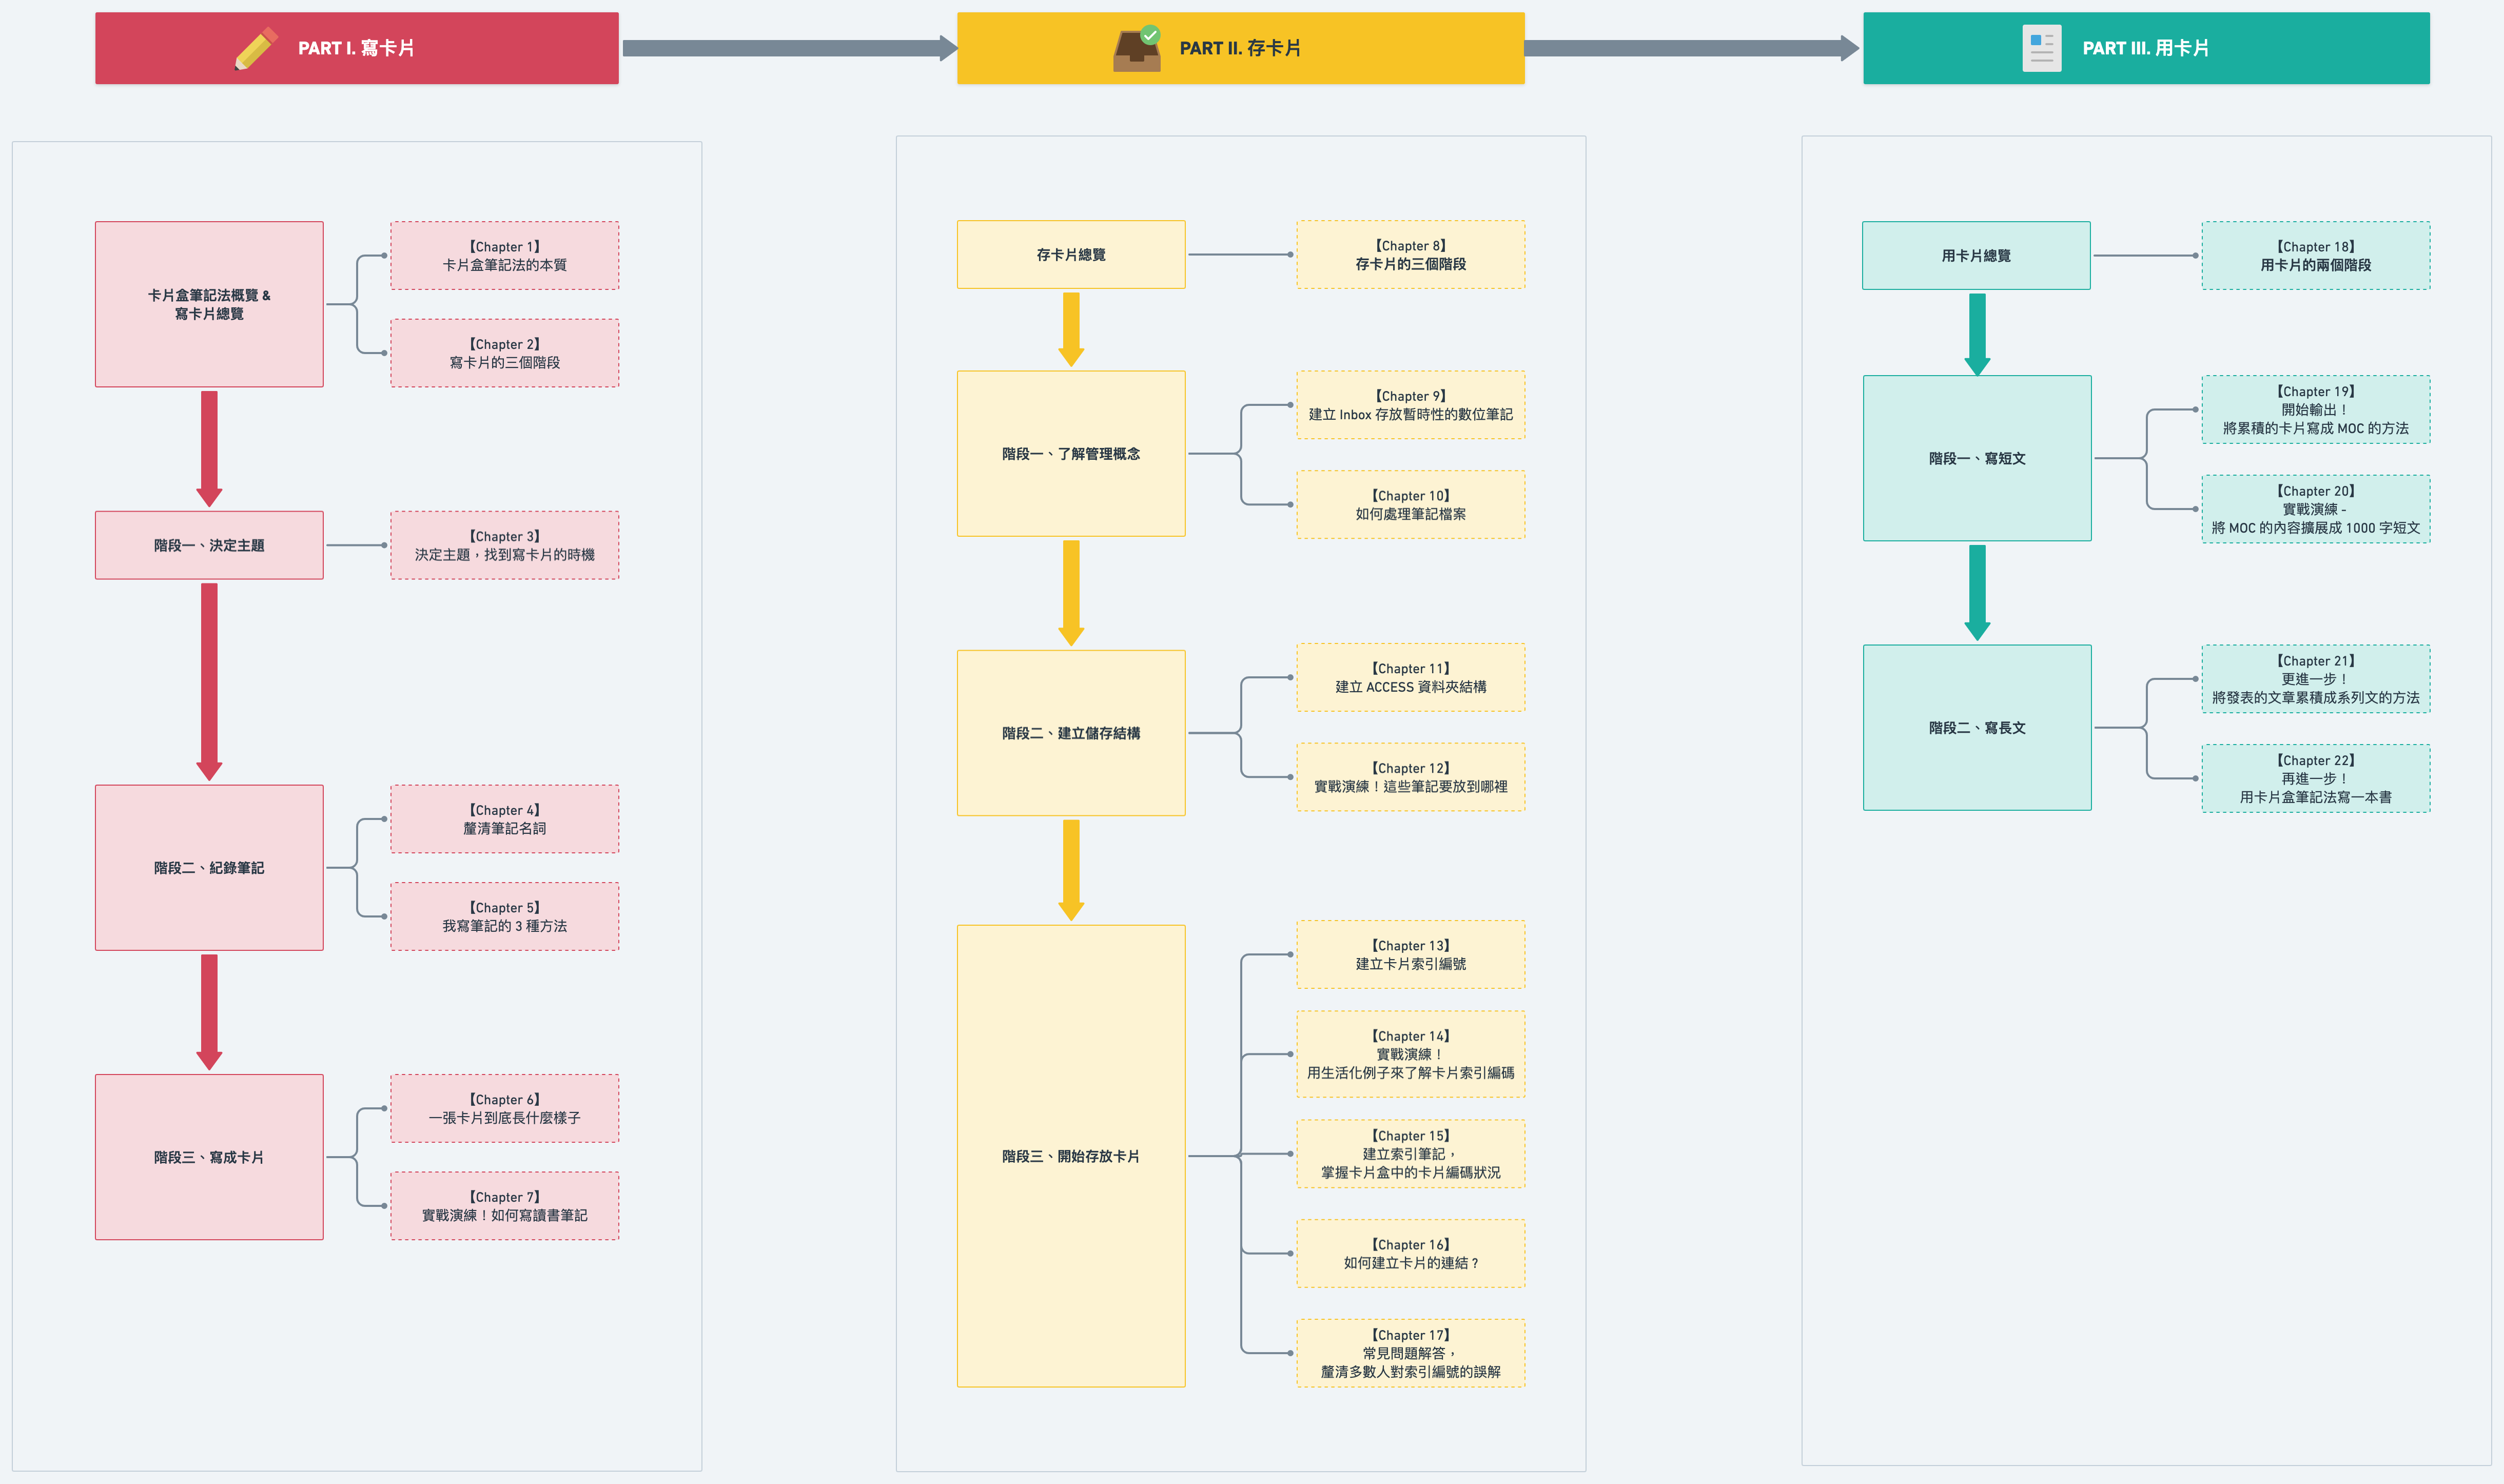 PART I. 寫卡片
PART II. 存卡片
PART III. 用卡片
卡片盒筆記法概覽 &
寫卡片總覽
【Chapter 1】
卡片盒筆記法的本質
【Chapter 2】
寫卡片的三個階段
階段一、決定主題
【Chapter 3】
決定主題，找到寫卡片的時機
階段二、紀錄筆記
【Chapter 4】
釐清筆記名詞
【Chapter 5】
我寫筆記的 3 種方法
階段三、寫成卡片
【Chapter 6】
一張卡片到底長什麼樣子
【Chapter 7】
實戰演練！如何寫讀書筆記
存卡片總覽
【Chapter 8】
存卡片的三個階段
階段一、了解管理概念
【Chapter 9】
建立 Inbox 存放暫時性的數位筆記
【Chapter 10】
如何處理筆記檔案
階段二、建立儲存結構
【Chapter 11】
建立 ACCESS 資料夾結構
【Chapter 12】
實戰演練！這些筆記要放到哪裡
階段三、開始存放卡片
【Chapter 13】
建立卡片索引編號
【Chapter 14】
實戰演練！
用生活化例子來了解卡片索引編碼
【Chapter 15】
建立索引筆記，
掌握卡片盒中的卡片編碼狀況
【Chapter 16】
如何建立卡片的連結？
【Chapter 17】
常見問題解答，
釐清多數人對索引編號的誤解
用卡片總覽
【Chapter 18】
用卡片的兩個階段
階段一、寫短文
【Chapter 19】
開始輸出！
將累積的卡片寫成 MOC 的方法
【Chapter 20】
實戰演練 -
將 MOC 的內容擴展成 1000 字短文
階段二、寫長文
【Chapter 21】
更進一步！
將發表的文章累積成系列文的方法
【Chapter 22】
再進一步！
用卡片盒筆記法寫一本書